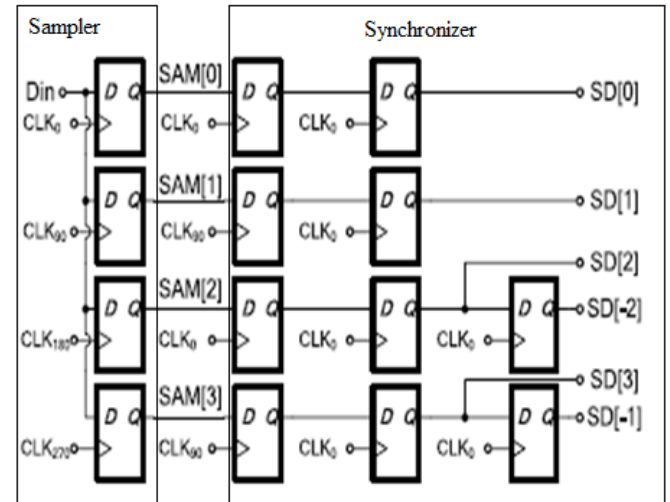 Sampler
Synchronizer
Din
D Q
SAM[0]
D Q
D Q
SD[0]
CLK₀
CLK₀
CLK₀
D Q
SAM[1]
D Q
D Q
SD[1]
CLK₉₀
CLK₉₀
CLK₀
SD[2]
D Q
SAM[2]
D Q
D Q
D Q
SD[-2]
CLK₁₈₀
CLK₀
CLK₀
CLK₀
SD[3]
D Q
SAM[3]
D Q
D Q
D Q
SD[-1]
CLK₂₇₀
CLK₉₀
CLK₀
CLK₀